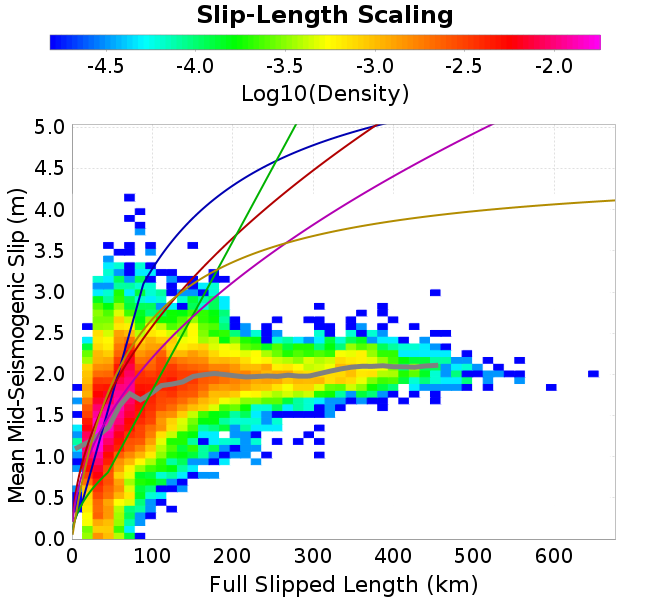 Slip-Length Scaling
-4.5 -4.0 -3.5 -3.0 -2.5 -2.0
Log10(Density)
5.0
4.5
4.0
3.5
3.0
2.5
2.0
1.5
1.0
0.5
0.0
Mean Mid-Seismogenic Slip (m)
0 100 200 300 400 500 600
Full Slipped Length (km)